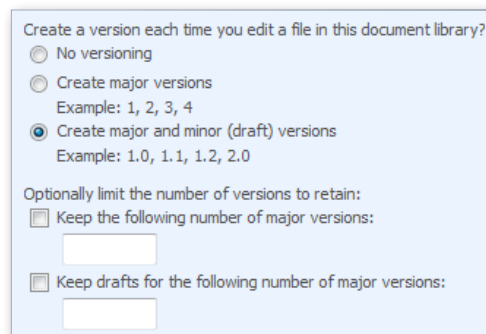 Create a version each time you edit a file in this document library?
No versioning
Create major versions
Example: 1, 2, 3, 4
Create major and minor (draft) versions
Example: 1.0, 1.1, 1.2, 2.0
Optionally limit the number of versions to retain:
Keep the following number of major versions:
Keep drafts for the following number of major versions: